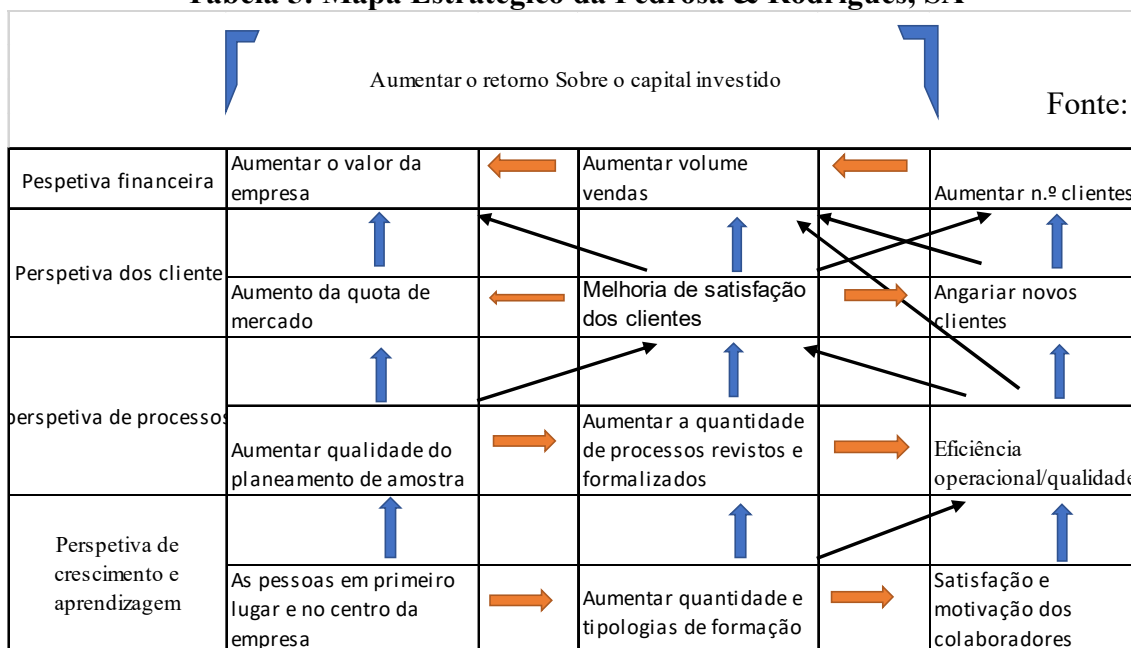 Tabela 3: Mapa Estratégico da Pedrosa & Rodrigues, SA
Aumentar o retorno Sobre o capital investido
Fonte:
Pespetiva financeira
Aumentar o valor da
empresa
Aumentar volume
vendas
Aumentar n.º clientes
Perspetiva dos cliente
Aumento da quota de
mercado
Melhoria de satisfação
dos clientes
Angariar novos
clientes
perspetiva de processos
Aumentar qualidade do
planeamento de amostra
Aumentar a quantidade
de processos revistos e
formalizados
Eficiência
operacional/qualidade
Perspetiva de
crescimento e
aprendizagem
As pessoas em primeiro
lugar e no centro da
empresa
Aumentar quantidade e
tipologias de formação
Satisfação e
motivação dos
colaboradores